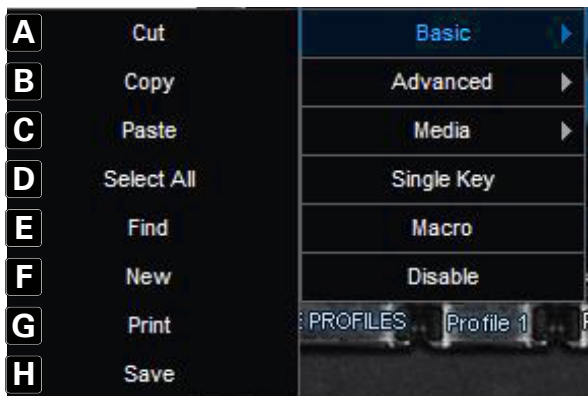 A Cut Basic
B Copy Advanced
C Paste Media
D Select All Single Key
E Find Macro
F New Disable
G Print PROFILES Profile 1
H Save